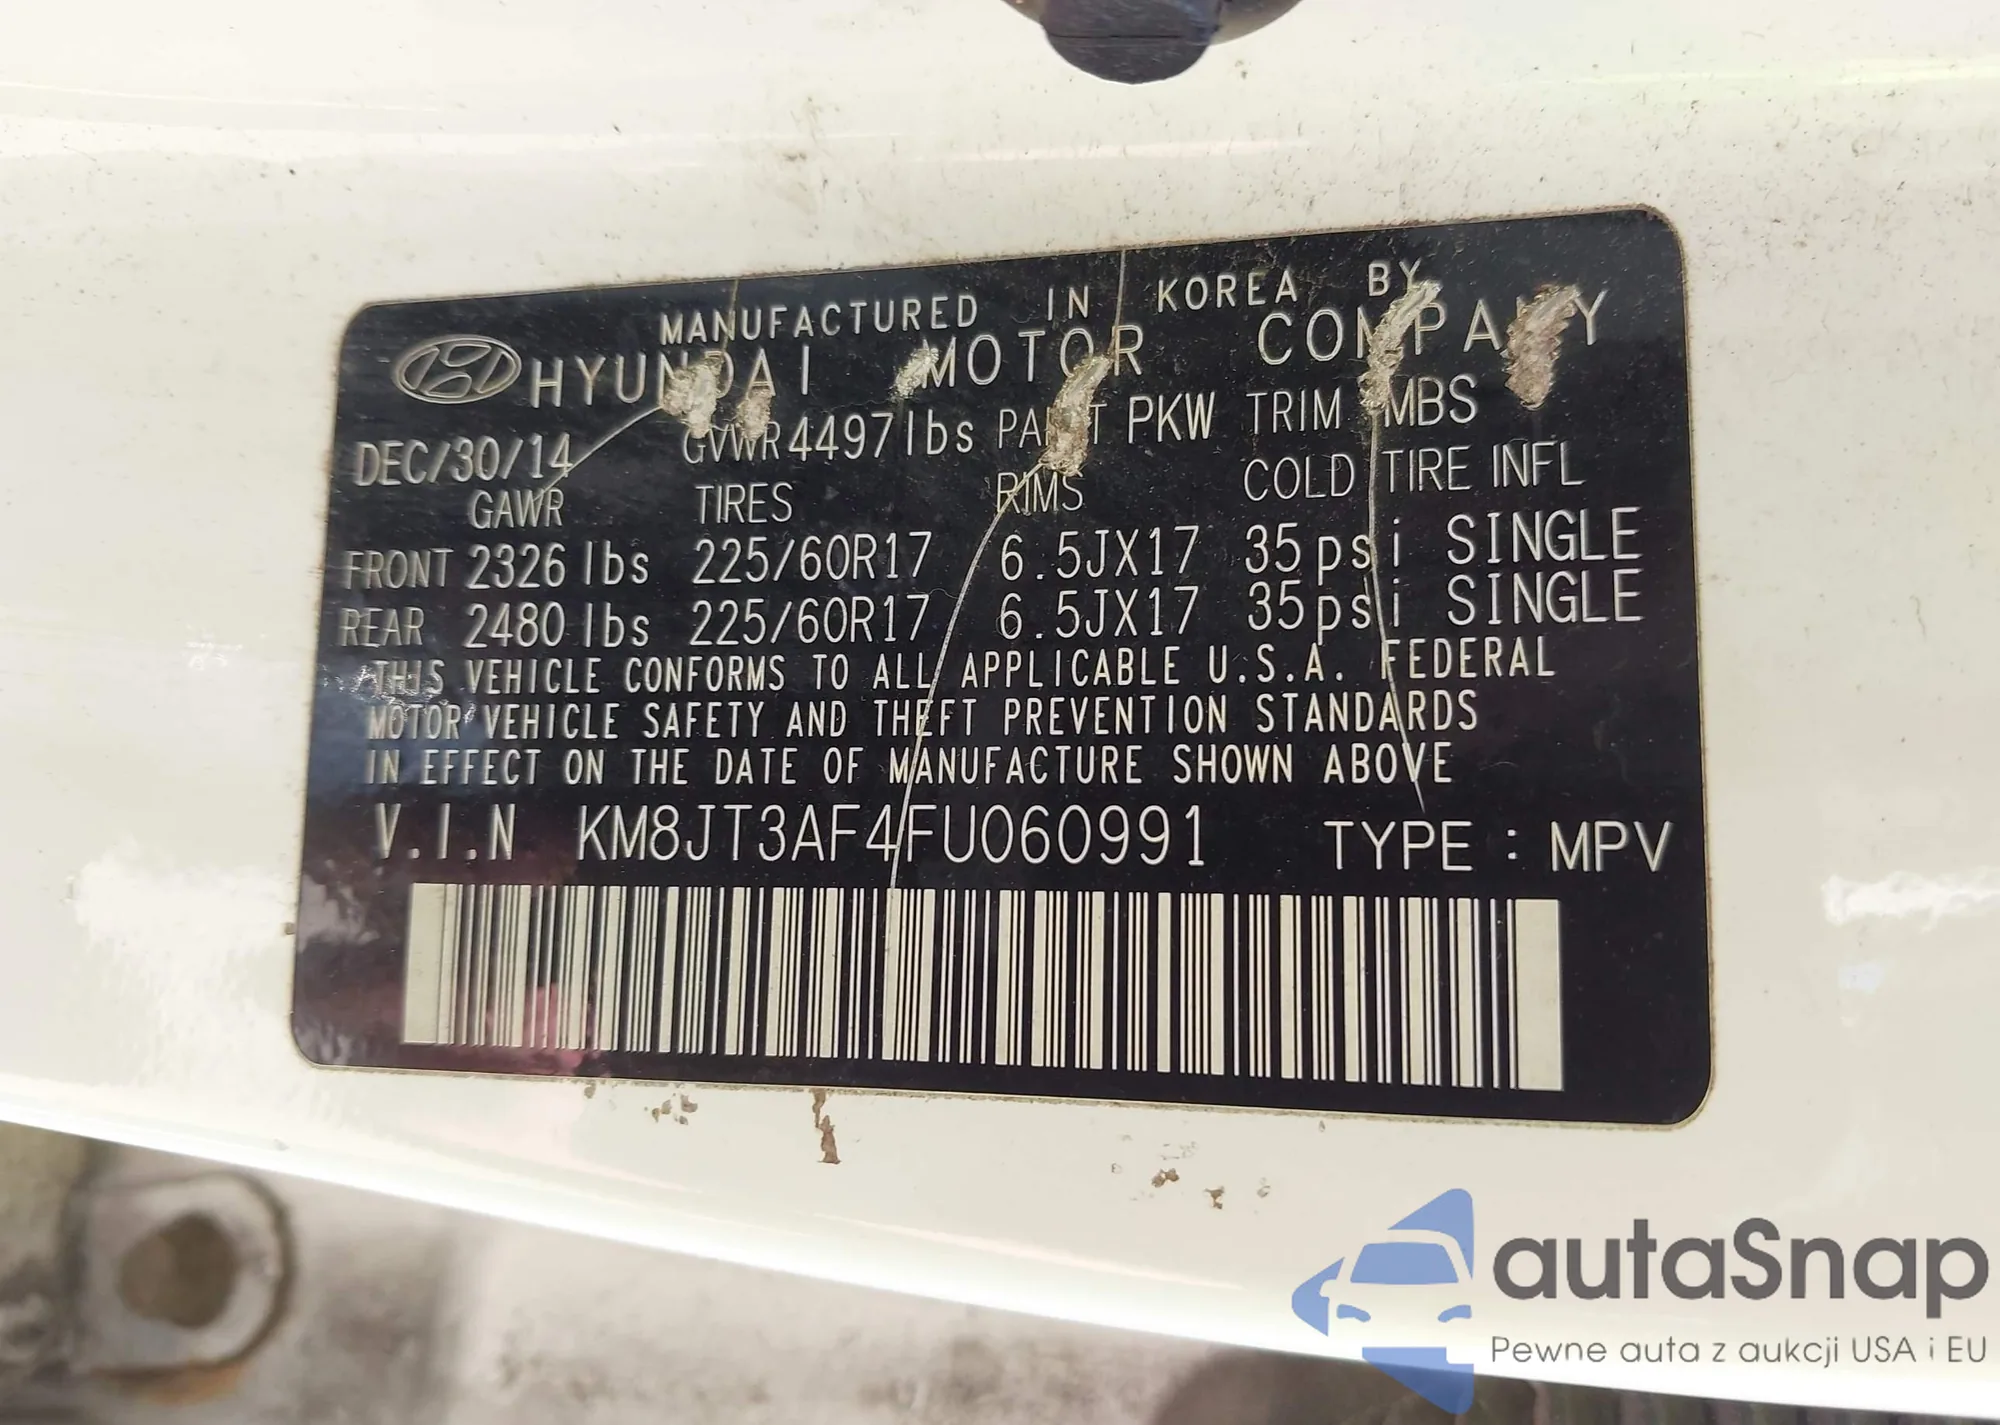 MANUFACTURED IN KOREA BY
HYUNDAI MOTOR COMPANY
DEC/30/14 GVWR 4497lbs PAINT PKW TRIM MBS
GAWR TIRES RIMS COLD TIRE INFL
FRONT 2326 lbs 225/60R17 6.5JX17 35psi SINGLE
REAR 2480 lbs 225/60R17 6.5JX17 35psi SINGLE
THIS VEHICLE CONFORMS TO ALL APPLICABLE U.S.A. FEDERAL
MOTOR VEHICLE SAFETY AND THEFT PREVENTION STANDARDS
IN EFFECT ON THE DATE OF MANUFACTURE SHOWN ABOVE
V.I.N KM8JT3AF4FU060991 TYPE : MPV
autaSnap
Pewne auta z aukcji USA i EU